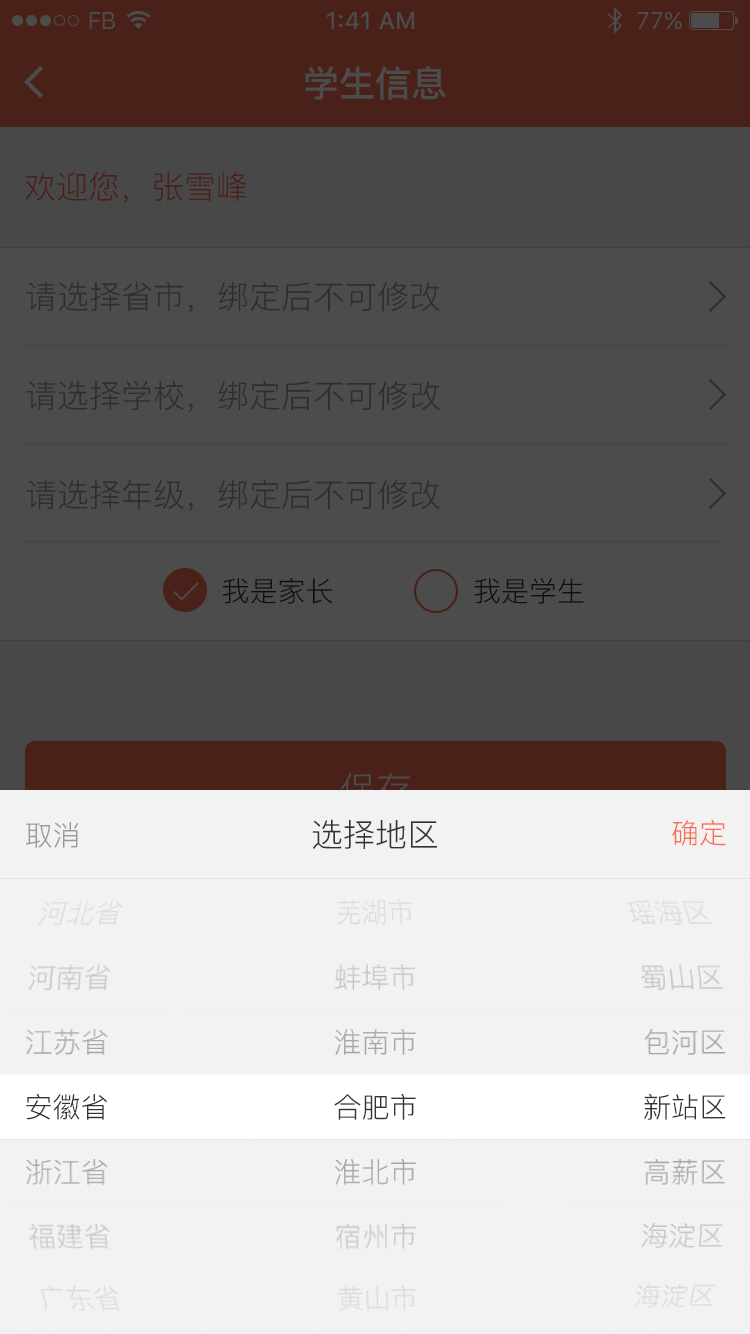 FB 1:41 AM 77%
学生信息
欢迎您，张雪峰
请选择省市，绑定后不可修改
请选择学校，绑定后不可修改
请选择年级，绑定后不可修改
我是家长 我是学生
保存
取消 选择地区 确定
河北省 芜湖市 瑶海区
河南省 蚌埠市 蜀山区
江苏省 淮南市 包河区
安徽省 合肥市 新站区
浙江省 淮北市 高薪区
福建省 宿州市 海淀区
广东省 黄山市 海淀区